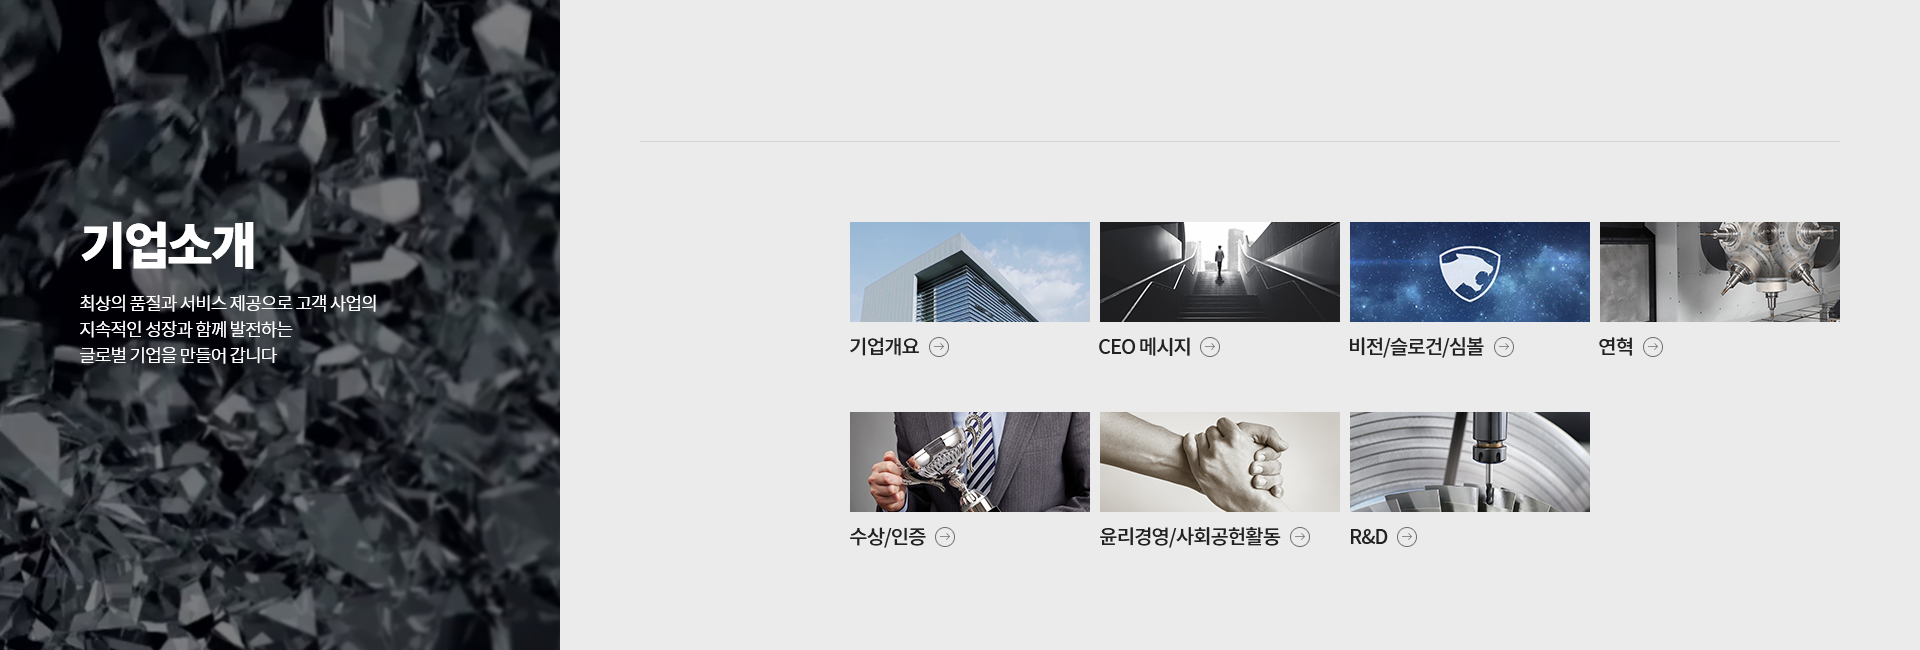 기업소개
최상의 품질과 서비스 제공으로 고객 사업의
지속적인 성장과 함께 발전하는
글로벌 기업을 만들어 갑니다
기업개요
CEO 메시지
비전/슬로건/심볼
연혁
수상/인증
윤리경영/사회공헌활동
R&D